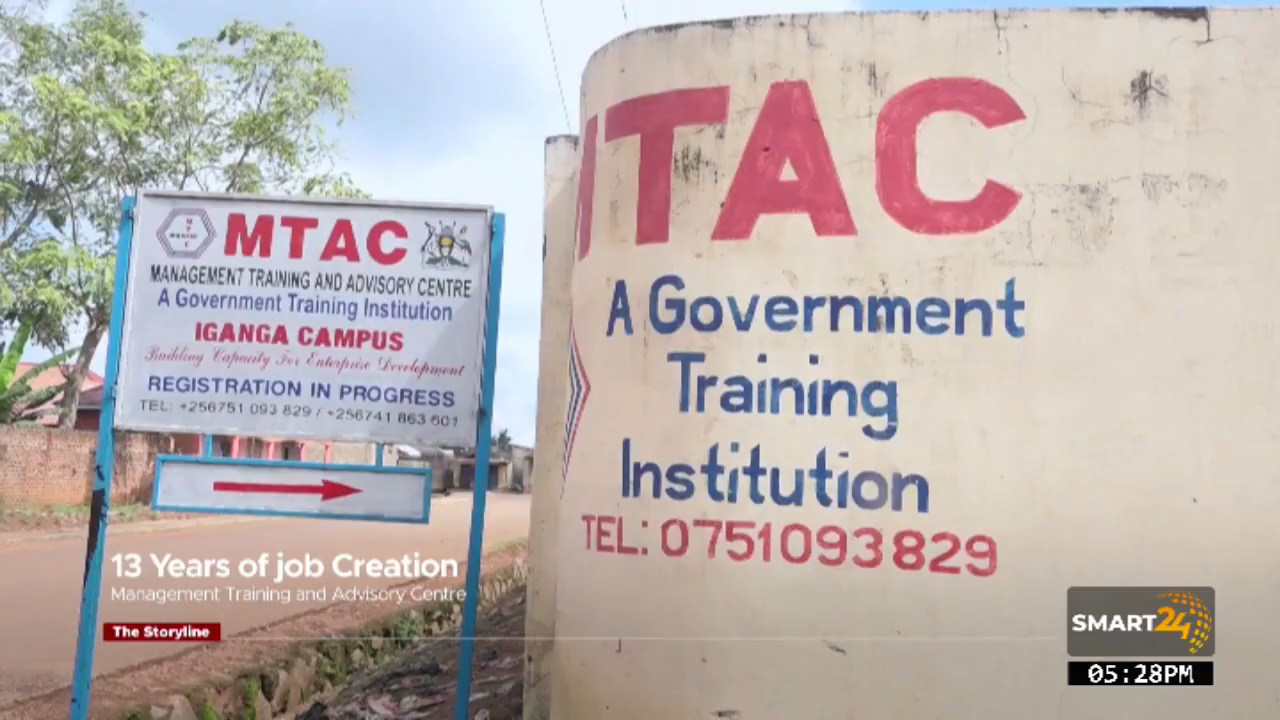 MTAC
MANAGEMENT TRAINING AND ADVISORY CENTRE
A Government Training Institution
IGANGA CAMPUS
Building Capacity For Enterprise Development
REGISTRATION IN PROGRESS
TEL: +256751 093 829 / +256741 863 601
MTAC
A Government
Training
Institution
TEL: 0751093829
13 Years of job Creation
Management Training and Advisory Centre
The Storyline
SMART24
05:28PM